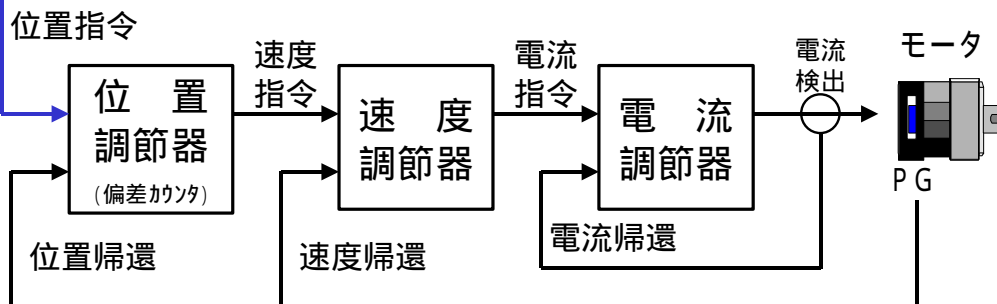 位置指令
速度
指令
電流
指令
電流
検出
モータ
位 置
調節器
(偏差ｶｳﾝﾀ)
速 度
調節器
電 流
調節器
PG
位置帰還
速度帰還
電流帰還